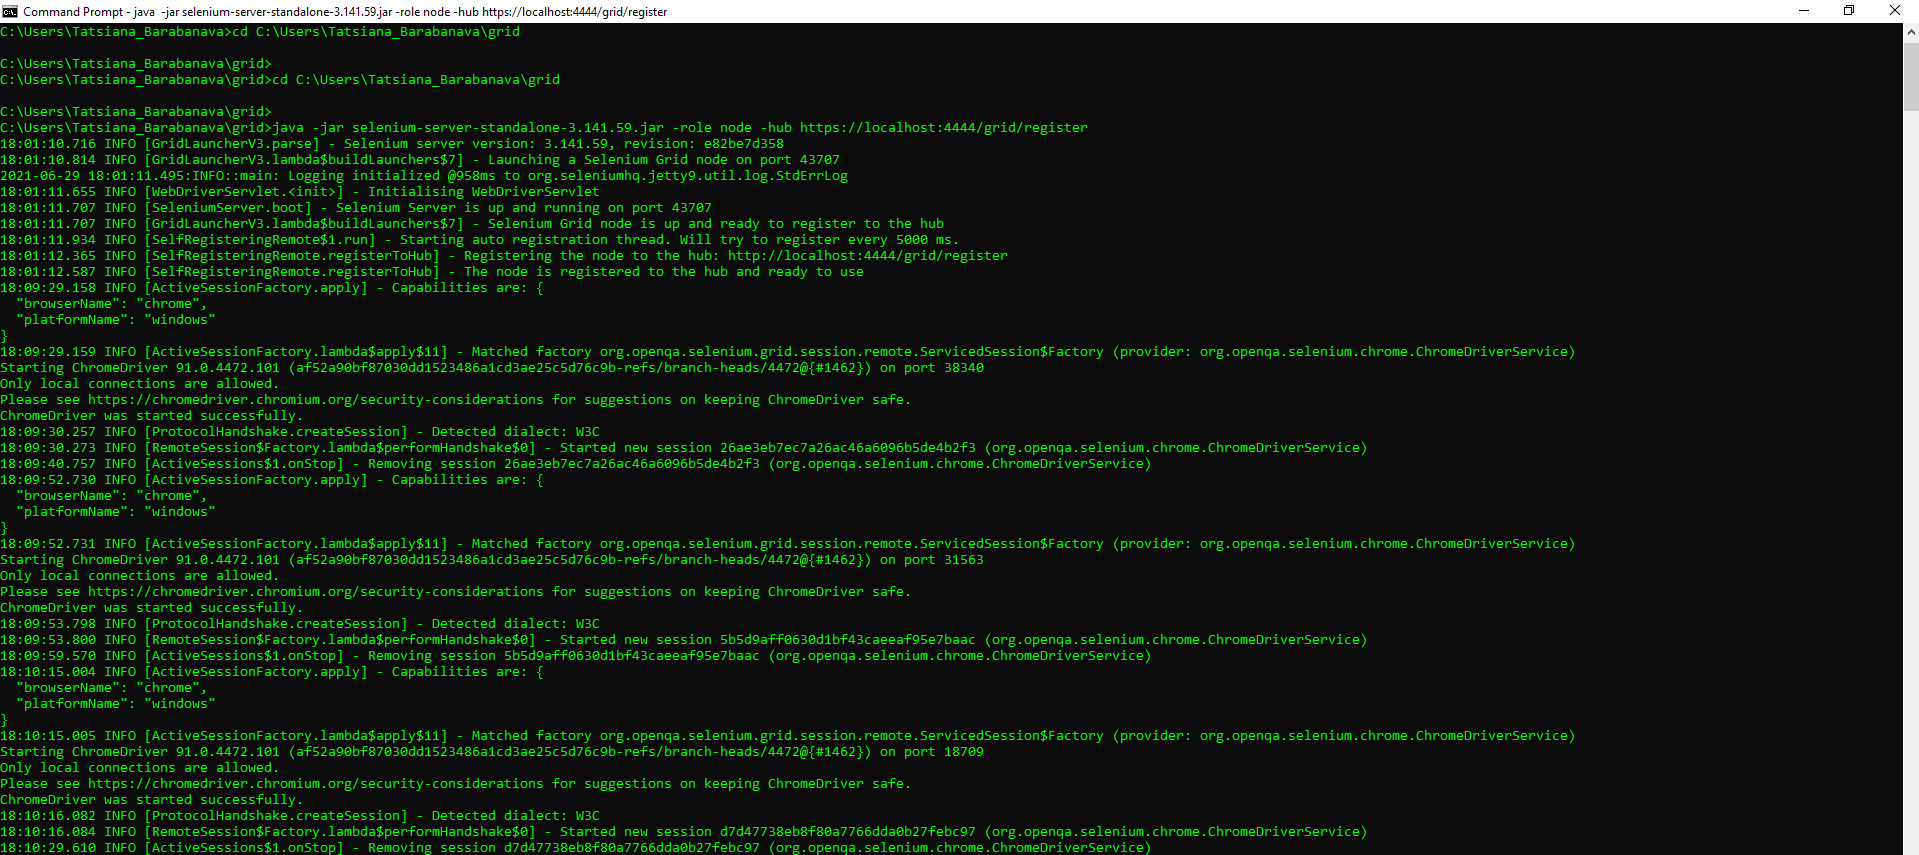 Command Prompt - java  -jar selenium-server-standalone-3.141.59.jar -role node -hub https://localhost:4444/grid/register
C:\Users\Tatsiana_Barabanava>cd C:\Users\Tatsiana_Barabanava\grid
C:\Users\Tatsiana_Barabanava\grid>
C:\Users\Tatsiana_Barabanava\grid>cd C:\Users\Tatsiana_Barabanava\grid
C:\Users\Tatsiana_Barabanava\grid>
C:\Users\Tatsiana_Barabanava\grid>java -jar selenium-server-standalone-3.141.59.jar -role node -hub https://localhost:4444/grid/register
18:01:10.716 INFO [GridLauncherV3.parse] - Selenium server version: 3.141.59, revision: e82be7d358
18:01:10.814 INFO [GridLauncherV3.lambda$buildLaunchers$7] - Launching a Selenium Grid node on port 43707
2021-06-29 18:01:11.495:INFO::main: Logging initialized @958ms to org.seleniumhq.jetty9.util.log.StdErrLog
18:01:11.655 INFO [WebDriverServlet.<init>] - Initialising WebDriverServlet
18:01:11.707 INFO [SeleniumServer.boot] - Selenium Server is up and running on port 43707
18:01:11.707 INFO [GridLauncherV3.lambda$buildLaunchers$7] - Selenium Grid node is up and ready to register to the hub
18:01:11.934 INFO [SelfRegisteringRemote$1.run] - Starting auto registration thread. Will try to register every 5000 ms.
18:01:12.365 INFO [SelfRegisteringRemote.registerToHub] - Registering the node to the hub: http://localhost:4444/grid/register
18:01:12.587 INFO [SelfRegisteringRemote.registerToHub] - The node is registered to the hub and ready to use
18:09:29.158 INFO [ActiveSessionFactory.apply] - Capabilities are: {
  "browserName": "chrome",
  "platformName": "windows"
}
18:09:29.159 INFO [ActiveSessionFactory.lambda$apply$11] - Matched factory org.openqa.selenium.grid.session.remote.ServicedSession$Factory (provider: org.openqa.selenium.chrome.ChromeDriverService)
Starting ChromeDriver 91.0.4472.101 (af52a90bf87030dd1523486a1cd3ae25c5d76c9b-refs/branch-heads/4472@{#1462}) on port 38340
Only local connections are allowed.
Please see https://chromedriver.chromium.org/security-considerations for suggestions on keeping ChromeDriver safe.
ChromeDriver was started successfully.
18:09:30.257 INFO [ProtocolHandshake.createSession] - Detected dialect: W3C
18:09:30.273 INFO [RemoteSession$Factory.lambda$performHandshake$0] - Started new session 26ae3eb7ec7a26ac46a6096b5de4b2f3 (org.openqa.selenium.chrome.ChromeDriverService)
18:09:40.757 INFO [ActiveSessions$1.onStop] - Removing session 26ae3eb7ec7a26ac46a6096b5de4b2f3 (org.openqa.selenium.chrome.ChromeDriverService)
18:09:52.730 INFO [ActiveSessionFactory.apply] - Capabilities are: {
  "browserName": "chrome",
  "platformName": "windows"
}
18:09:52.731 INFO [ActiveSessionFactory.lambda$apply$11] - Matched factory org.openqa.selenium.grid.session.remote.ServicedSession$Factory (provider: org.openqa.selenium.chrome.ChromeDriverService)
Starting ChromeDriver 91.0.4472.101 (af52a90bf87030dd1523486a1cd3ae25c5d76c9b-refs/branch-heads/4472@{#1462}) on port 31563
Only local connections are allowed.
Please see https://chromedriver.chromium.org/security-considerations for suggestions on keeping ChromeDriver safe.
ChromeDriver was started successfully.
18:09:53.798 INFO [ProtocolHandshake.createSession] - Detected dialect: W3C
18:09:53.800 INFO [RemoteSession$Factory.lambda$performHandshake$0] - Started new session 5b5d9aff0630d1bf43caeeaf95e7baac (org.openqa.selenium.chrome.ChromeDriverService)
18:09:59.570 INFO [ActiveSessions$1.onStop] - Removing session 5b5d9aff0630d1bf43caeeaf95e7baac (org.openqa.selenium.chrome.ChromeDriverService)
18:10:15.004 INFO [ActiveSessionFactory.apply] - Capabilities are: {
  "browserName": "chrome",
  "platformName": "windows"
}
18:10:15.005 INFO [ActiveSessionFactory.lambda$apply$11] - Matched factory org.openqa.selenium.grid.session.remote.ServicedSession$Factory (provider: org.openqa.selenium.chrome.ChromeDriverService)
Starting ChromeDriver 91.0.4472.101 (af52a90bf87030dd1523486a1cd3ae25c5d76c9b-refs/branch-heads/4472@{#1462}) on port 18709
Only local connections are allowed.
Please see https://chromedriver.chromium.org/security-considerations for suggestions on keeping ChromeDriver safe.
ChromeDriver was started successfully.
18:10:16.082 INFO [ProtocolHandshake.createSession] - Detected dialect: W3C
18:10:16.084 INFO [RemoteSession$Factory.lambda$performHandshake$0] - Started new session d7d47738eb8f80a7766dda0b27febc97 (org.openqa.selenium.chrome.ChromeDriverService)
18:10:29.610 INFO [ActiveSessions$1.onStop] - Removing session d7d47738eb8f80a7766dda0b27febc97 (org.openqa.selenium.chrome.ChromeDriverService)